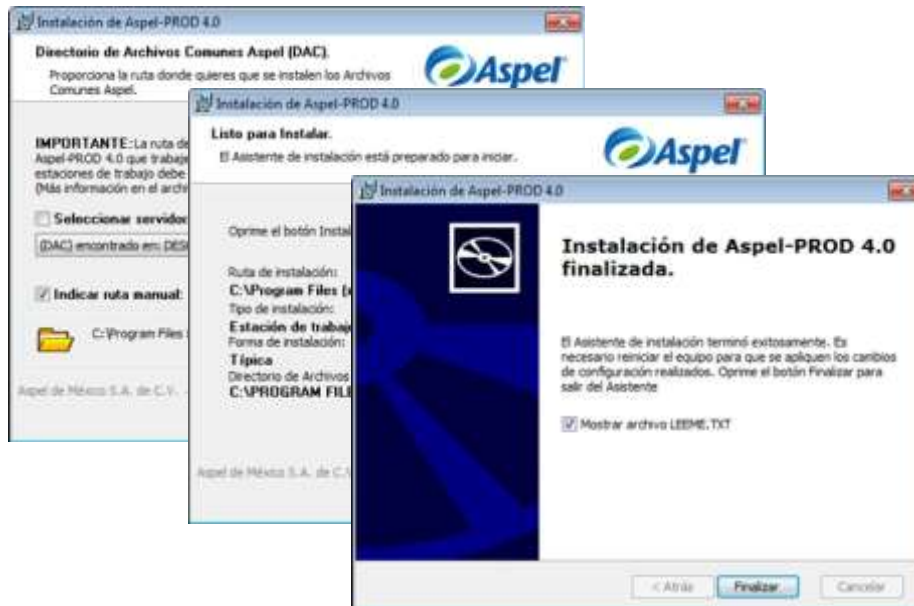 Instalación de Aspel-PROD 4.0
Directorio de Archivos Comunes Aspel (DAC).
Proporciona la ruta donde quieres que se instalen los Archivos
Comunes Aspel.
Aspel
IMPORTANTE: La ruta de
Aspel-PROD 4.0 que trabaje
estaciones de trabajo debe
(Más información en el
Seleccionar servidor
(DAC) encontrado en:
Indicar ruta manual:
C:\Program Files
Aspel de México S.A. de C.V.
Instalación de Aspel-PROD 4.0
Listo para Instalar.
El Asistente de instalación está preparado para iniciar.
Aspel
Oprime el botón
Ruta de instalación:
C:\Program Files
Tipo de instalación:
Estación de
Forma de instalación:
Típica
Directorio de Archivos
C:\PROGRAM
Aspel de México S.A. de
Instalación de Aspel-PROD 4.0
Instalación de Aspel-PROD 4.0
finalizada.
El Asistente de instalación terminó exitosamente. Es
necesario reiniciar el equipo para que se apliquen los cambios
de configuración realizados. Oprime el botón Finalizar para
salir del Asistente
Mostrar archivo LEEME.TXT
< Atrás
Finalizar
Cancelar